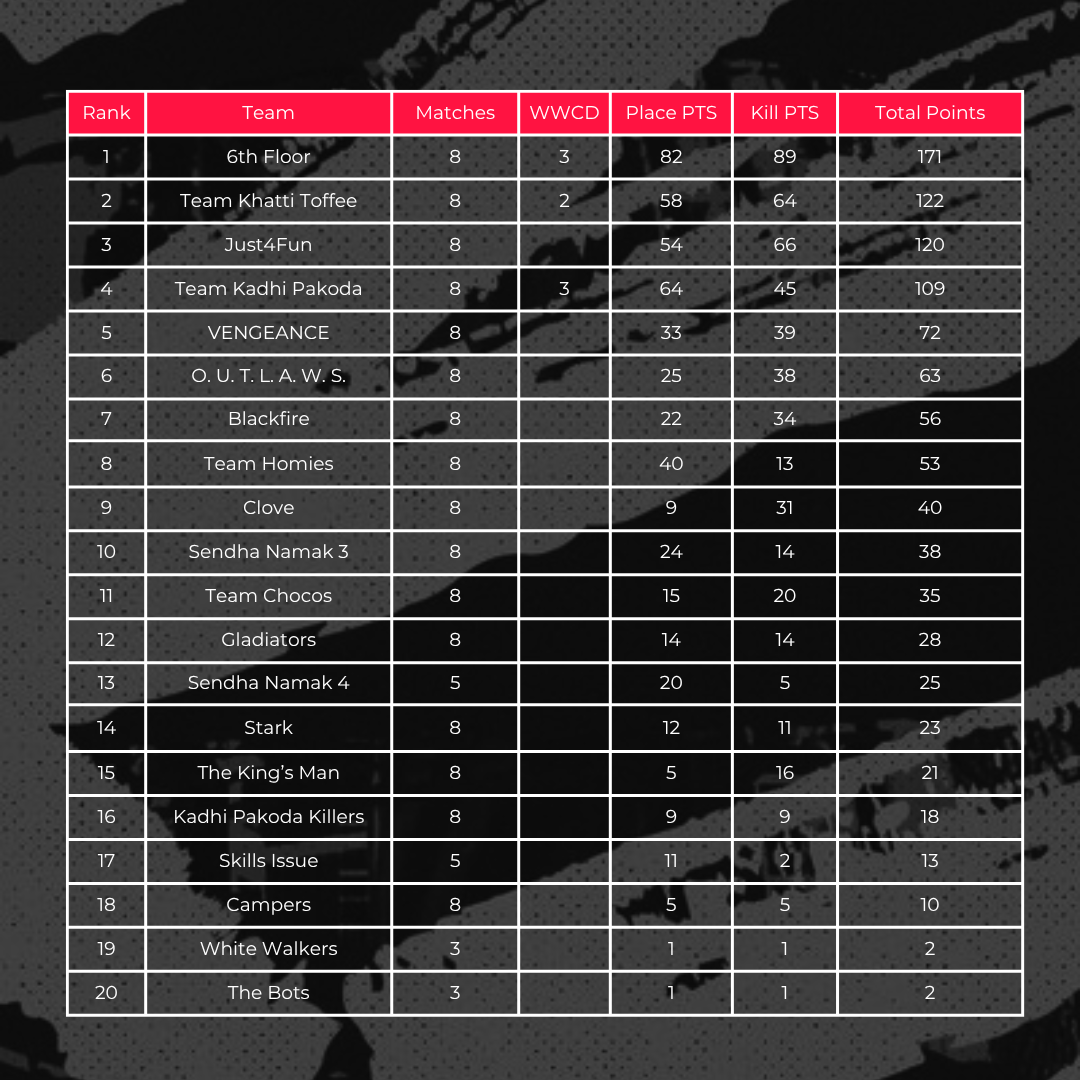 Rank Team Matches WWCD Place PTS Kill PTS Total Points
1 6th Floor 8 3 82 89 171
2 Team Khatti Toffee 8 2 58 64 122
3 Just4Fun 8 54 66 120
4 Team Kadhi Pakoda 8 3 64 45 109
5 VENGEANCE 8 33 39 72
6 O. U. T. L. A. W. S. 8 25 38 63
7 Blackfire 8 22 34 56
8 Team Homies 8 40 13 53
9 Clove 8 9 31 40
10 Sendha Namak 3 8 24 14 38
11 Team Chocos 8 15 20 35
12 Gladiators 8 14 14 28
13 Sendha Namak 4 5 20 5 25
14 Stark 8 12 11 23
15 The King’s Man 8 5 16 21
16 Kadhi Pakoda Killers 8 9 9 18
17 Skills Issue 5 11 2 13
18 Campers 8 5 5 10
19 White Walkers 3 1 1 2
20 The Bots 3 1 1 2